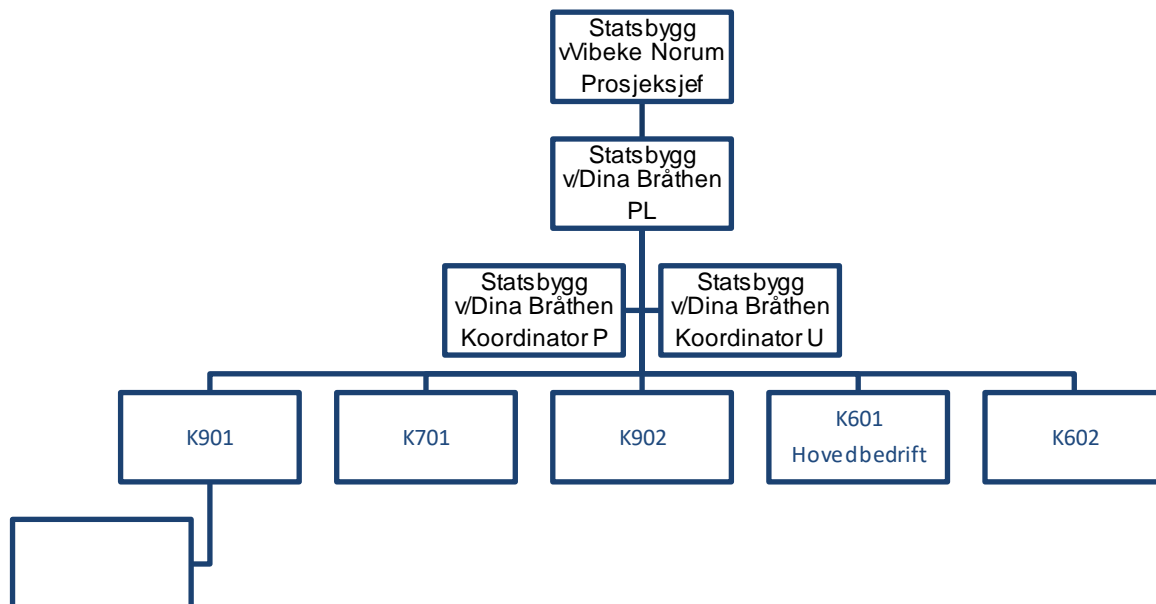 Statsbygg
v/Vibeke Norum
Prosjeksjef
Statsbygg
v/Dina Bråthen
PL
Statsbygg
v/Dina Bråthen
Koordinator P
Statsbygg
v/Dina Bråthen
Koordinator U
K901
K701
K902
K601
Hovedbedrift
K602